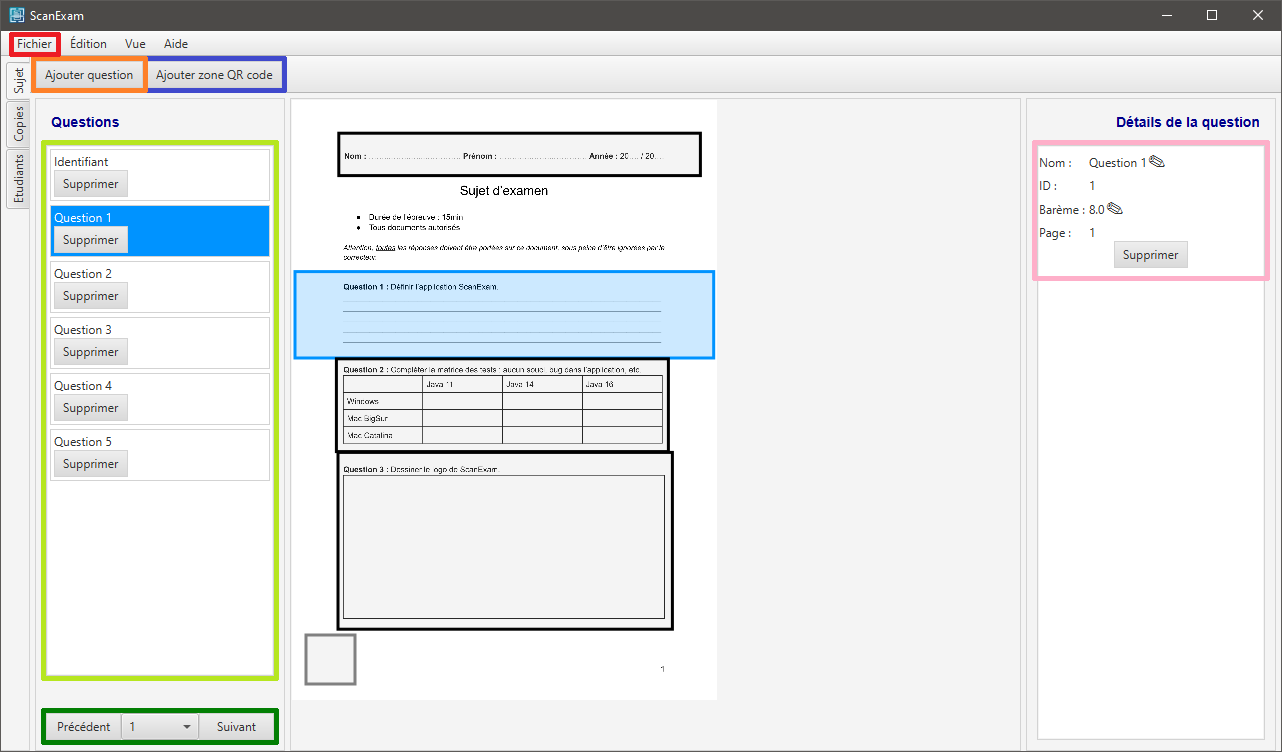 ScanExam
Fichier Édition Vue Aide
Ajouter question Ajouter zone QR code
Sujet
Copies
Etudiants
Questions
Identifiant
Supprimer
Question 1
Supprimer
Question 2
Supprimer
Question 3
Supprimer
Question 4
Supprimer
Question 5
Supprimer
Précédent 1 Suivant
Nom : ........................................ Prénom : ...................................... Année : 20.... / 20....
Sujet d'examen
• Durée de l'épreuve : 15min
• Tous documents autorisés
Attention, toutes les réponses doivent être portées sur ce document, sous peine d'être ignorées par le
correcteur.
Question 1 : Définir l'application ScanExam.
Question 2 : Compléter la matrice des tests : aucun souci, bug dans l'application, etc.
Java 11 Java 14 Java 16
Windows
Mac BigSur
Mac Catalina
Question 3 : Dessiner le logo de ScanExam.
1
Détails de la question
Nom : Question 1
ID : 1
Barème : 8.0
Page : 1
Supprimer